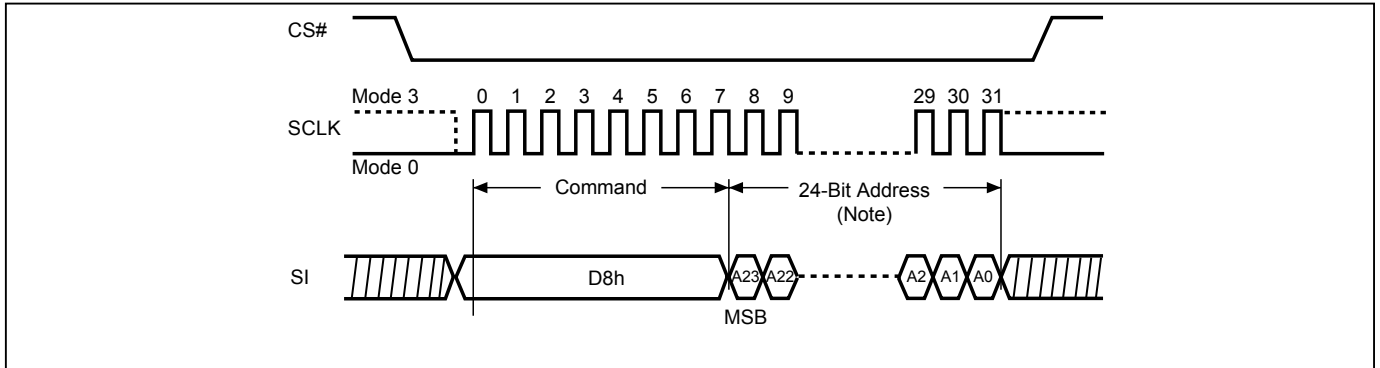 CS#
Mode 3
0 1 2 3 4 5 6 7 8 9 29 30 31
SCLK
Mode 0
Command
24-Bit Address
(Note)
SI
D8h
A23 A22 A2 A1 A0
MSB